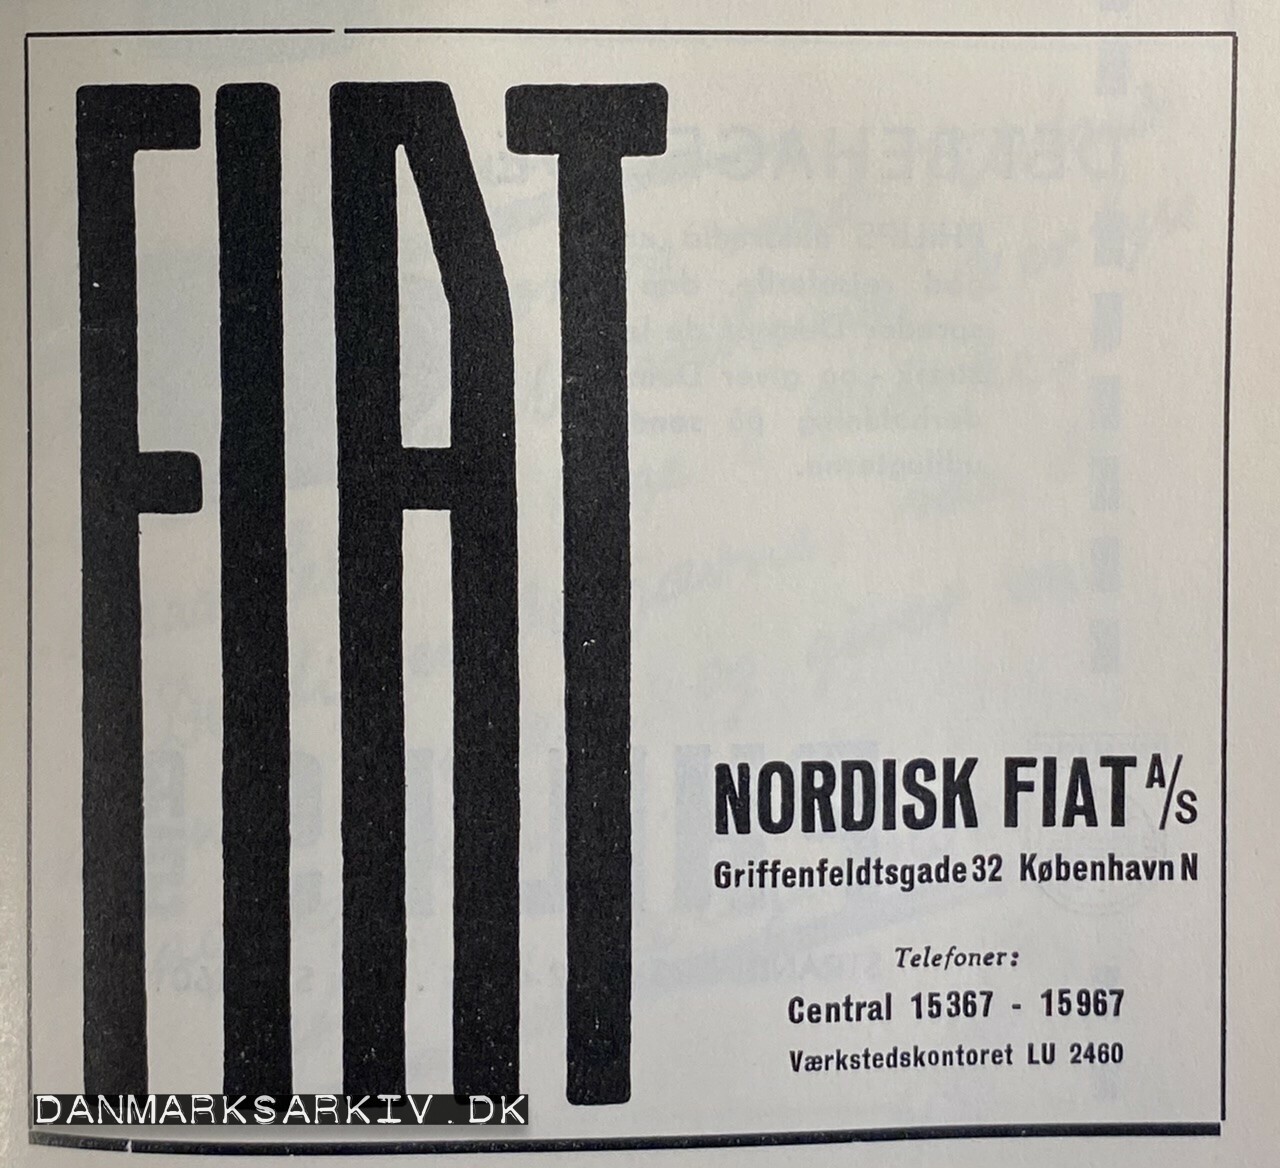 FIAT
NORDISK FIAT A/S
Griffenfeldtsgade 32 København N
Telefoner:
Central 15367 - 15967
Værkstedskontoret LU 2460
DANMARKSARKIV.DK